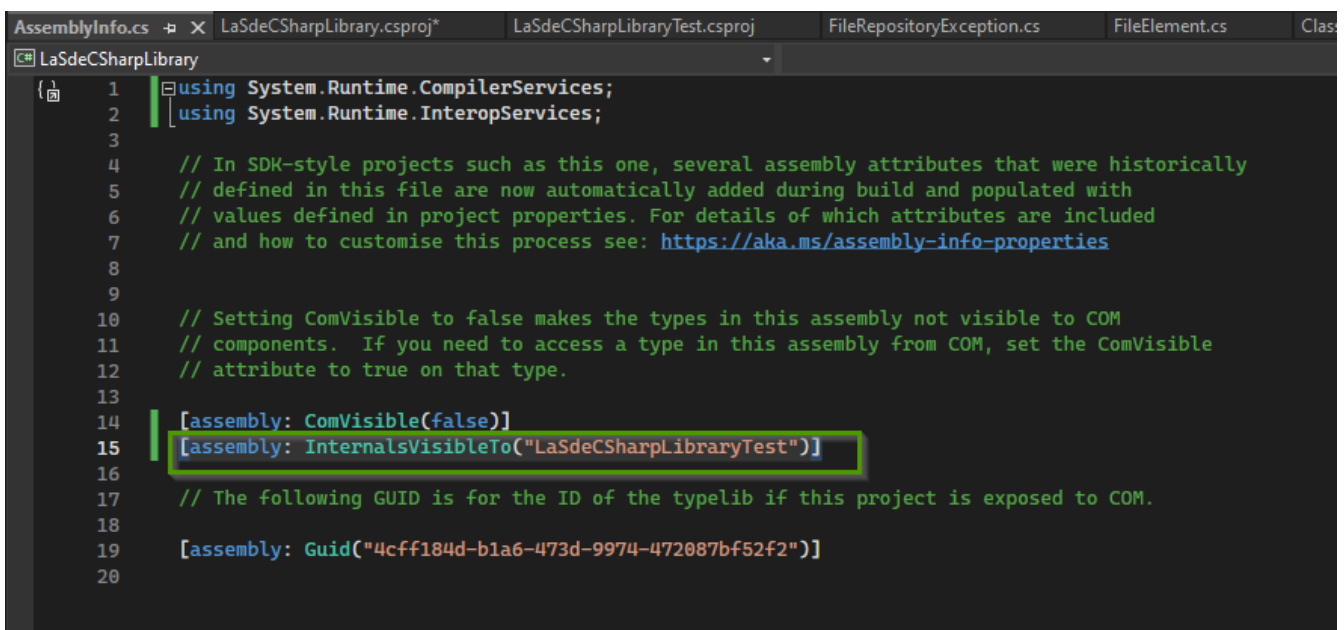 AssemblyInfo.cs LaSdeCSharpLibrary.csproj* LaSdeCSharpLibraryTest.csproj FileRepositoryException.cs FileElement.cs Clas
C# LaSdeCSharpLibrary
1 using System.Runtime.CompilerServices;
2 using System.Runtime.InteropServices;
3
4 // In SDK-style projects such as this one, several assembly attributes that were historically
5 // defined in this file are now automatically added during build and populated with
6 // values defined in project properties. For details of which attributes are included
7 // and how to customise this process see: https://aka.ms/assembly-info-properties
8
9
10 // Setting ComVisible to false makes the types in this assembly not visible to COM
11 // components.  If you need to access a type in this assembly from COM, set the ComVisible
12 // attribute to true on that type.
13
14 [assembly: ComVisible(false)]
15 [assembly: InternalsVisibleTo("LaSdeCSharpLibraryTest")]
16
17 // The following GUID is for the ID of the typelib if this project is exposed to COM.
18
19 [assembly: Guid("4cff184d-b1a6-473d-9974-472087bf52f2")]
20